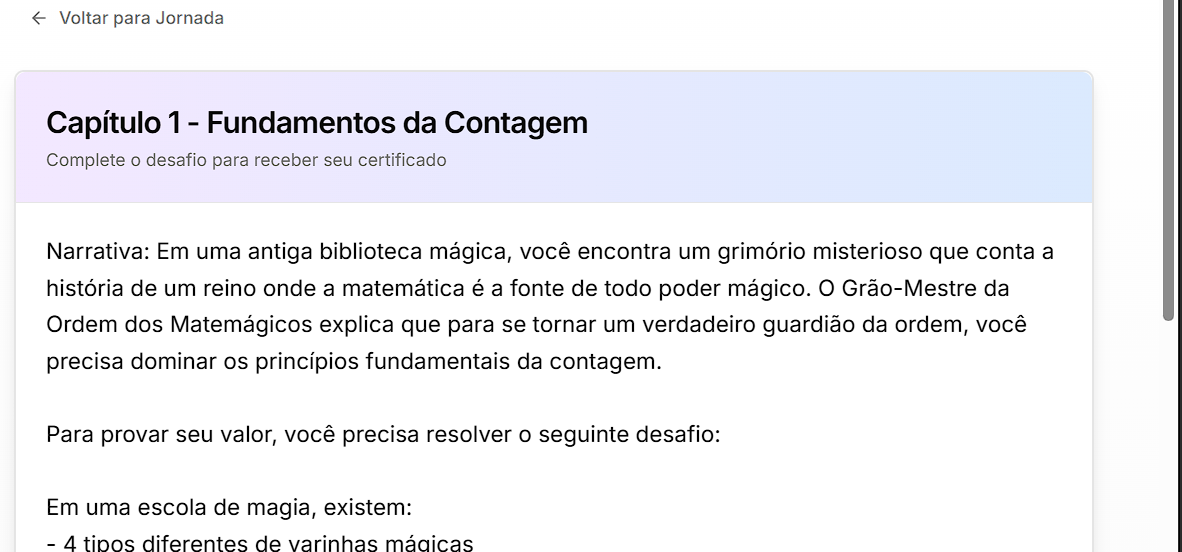 ← Voltar para Jornada
Capítulo 1 - Fundamentos da Contagem
Complete o desafio para receber seu certificado
Narrativa: Em uma antiga biblioteca mágica, você encontra um grimório misterioso que conta a
história de um reino onde a matemática é a fonte de todo poder mágico. O Grão-Mestre da
Ordem dos Matemágicos explica que para se tornar um verdadeiro guardião da ordem, você
precisa dominar os princípios fundamentais da contagem.
Para provar seu valor, você precisa resolver o seguinte desafio:
Em uma escola de magia, existem:
- 4 tipos diferentes de varinhas mágicas